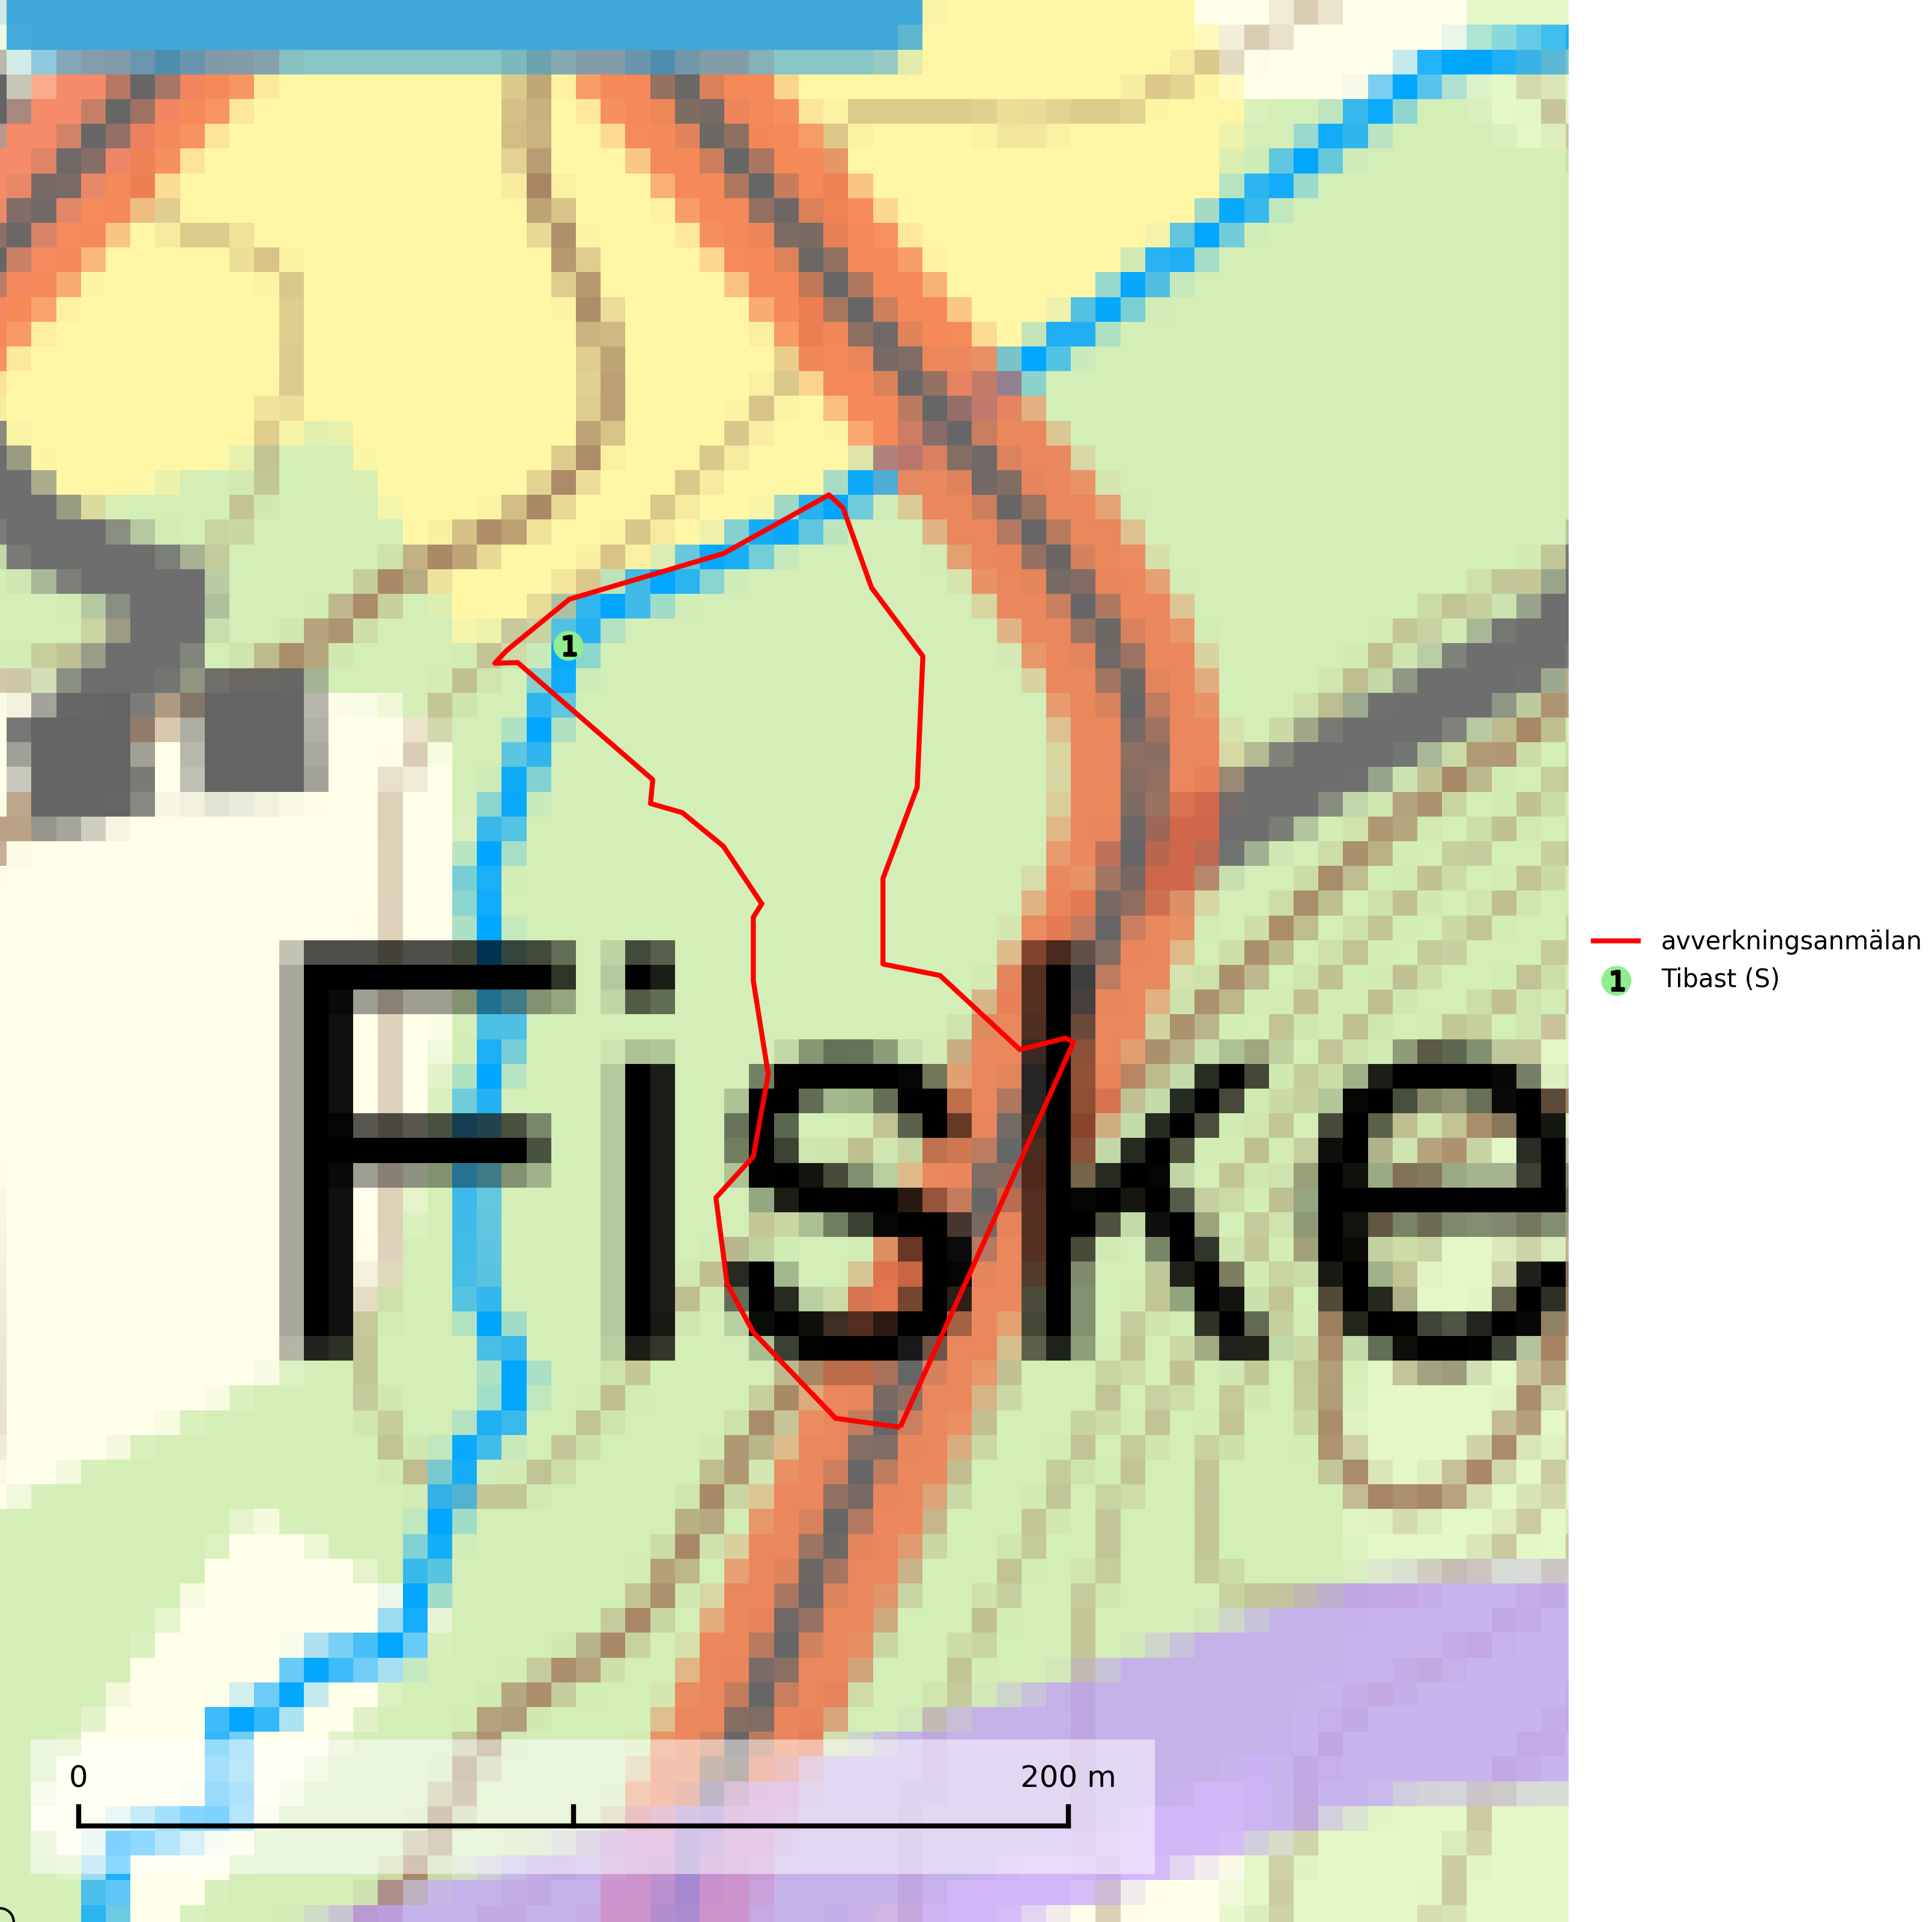 Fiske
1
avverkningsanmälan
1 Tibast (S)
0 200 m